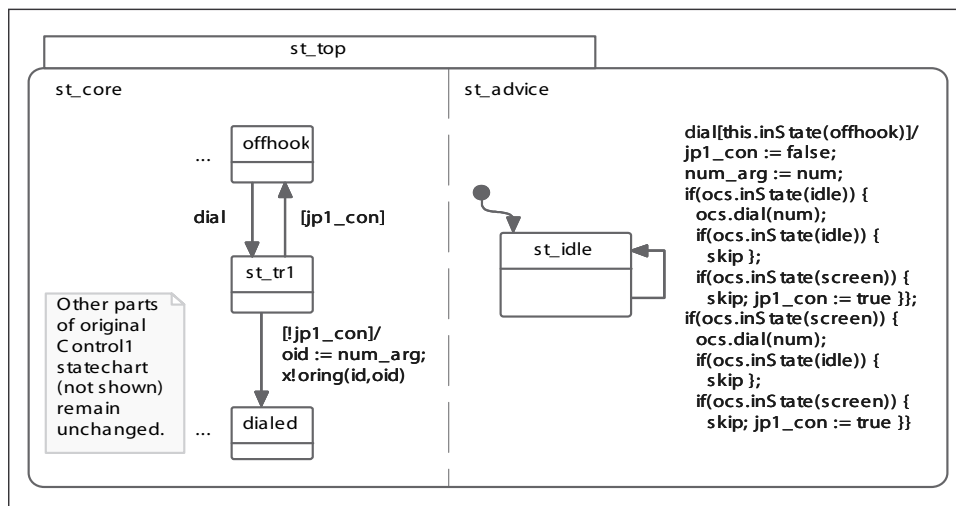 st_top
st_core
...
offhook
dial
[jp1_con]
st_tr1
Other parts
of original
Control1
statechart
(not shown)
remain
unchanged.
[!jp1_con]/
oid := num_arg;
x!oring(id,oid)
...
dialed
st_advice
st_idle
dial[this.inState(offhook)]/
jp1_con := false;
num_arg := num;
if(ocs.inState(idle)) {
ocs.dial(num);
if(ocs.inState(idle)) {
skip };
if(ocs.inState(screen)) {
skip; jp1_con := true }};
if(ocs.inState(screen)) {
ocs.dial(num);
if(ocs.inState(idle)) {
skip };
if(ocs.inState(screen)) {
skip; jp1_con := true }}